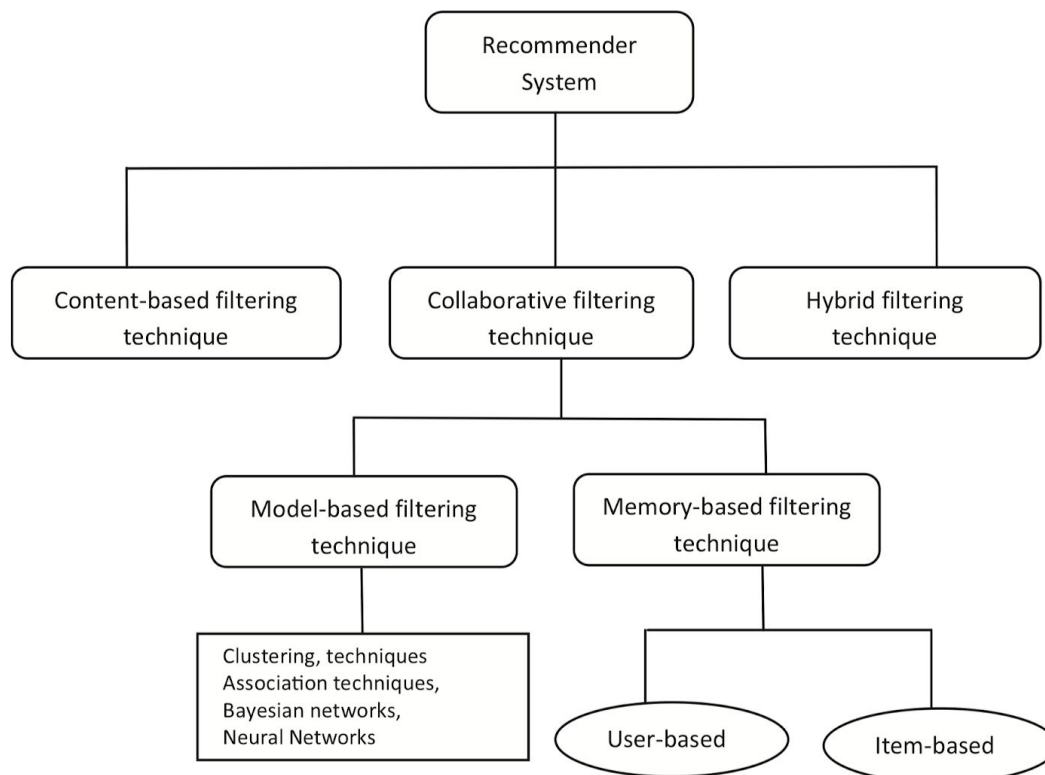 Recommender
System
Content-based filtering
technique
Collaborative filtering
technique
Hybrid filtering
technique
Model-based filtering
technique
Memory-based filtering
technique
Clustering, techniques
Association techniques,
Bayesian networks,
Neural Networks
User-based
Item-based